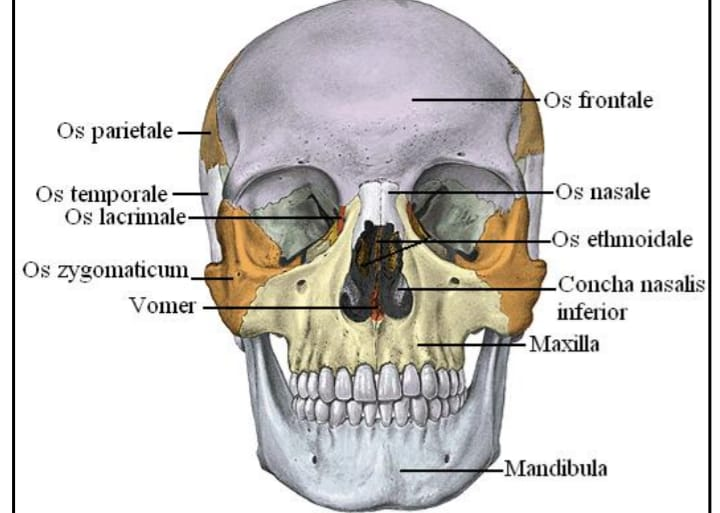 Os frontale
Os parietale
Os temporale
Os nasale
Os lacrimale
Os ethmoidale
Os zygomaticum
Concha nasalis
inferior
Vomer
Maxilla
Mandibula